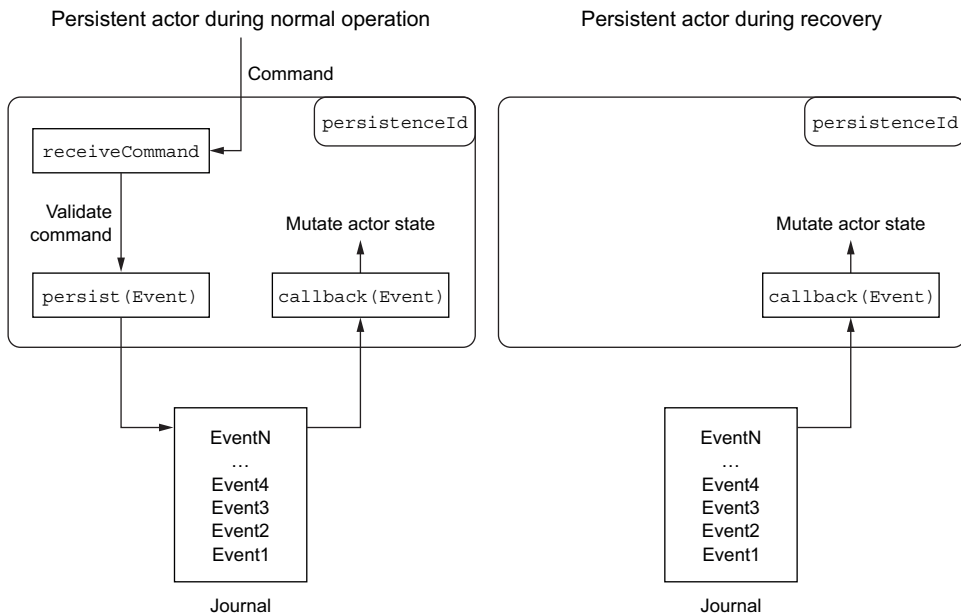 Persistent actor during normal operation
Command
persistenceId
receiveCommand
Validate
command
Mutate actor state
persist(Event)
callback(Event)
EventN
…
Event4
Event3
Event2
Event1
Journal
Persistent actor during recovery
persistenceId
Mutate actor state
callback(Event)
EventN
…
Event4
Event3
Event2
Event1
Journal